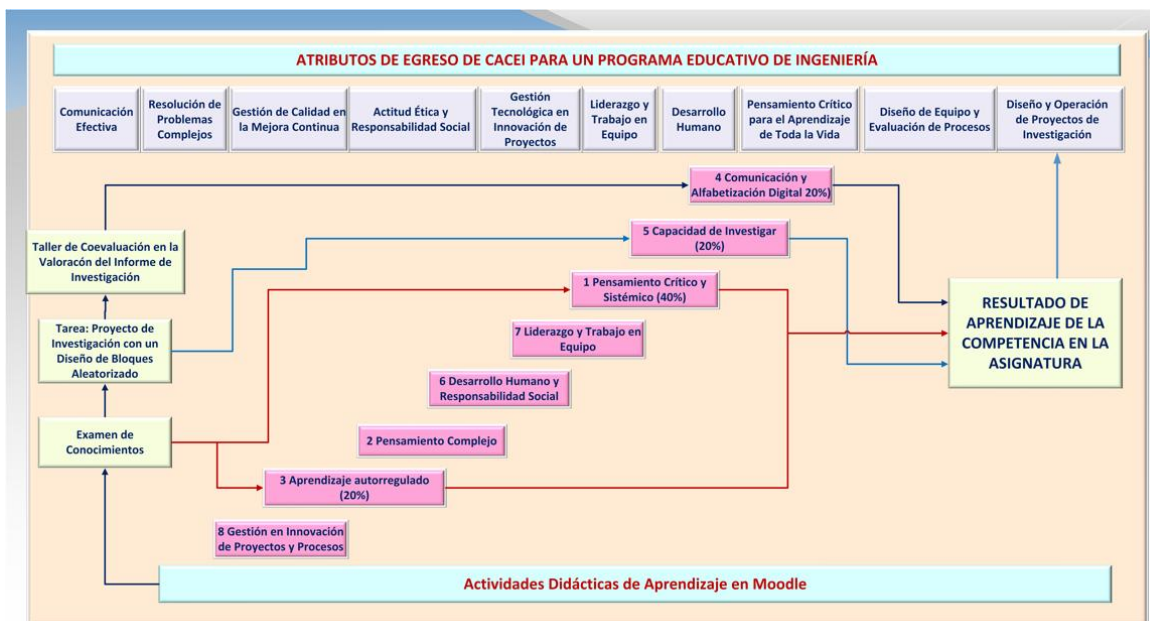 ATRIBUTOS DE EGRESO DE CACEI PARA UN PROGRAMA EDUCATIVO DE INGENIERÍA
Comunicación
Efectiva
Resolución de
Problemas
Complejos
Gestión de Calidad en
la Mejora Continua
Actitud Ética y
Responsabilidad Social
Gestión
Tecnológica en
Innovación de
Proyectos
Liderazgo y
Trabajo en
Equipo
Desarrollo
Humano
Pensamiento Crítico
para el Aprendizaje
de Toda la Vida
Diseño de Equipo y
Evaluación de Procesos
Diseño y Operación
de Proyectos de
Investigación
4 Comunicación y
Alfabetización Digital 20%)
Taller de Coevaluación en la
Valoracón del Informe de
Investigación
5 Capacidad de Investigar
(20%)
1 Pensamiento Crítico y
Sistémico (40%)
RESULTADO DE
APRENDIZAJE DE LA
COMPETENCIA EN LA
ASIGNATURA
Tarea: Proyecto de
Investigación con un
Diseño de Bloques
Aleatorizado
7 Liderazgo y Trabajo en
Equipo
6 Desarrollo Humano y
Responsabilidad Social
Examen de
Conocimientos
2 Pensamiento Complejo
3 Aprendizaje autorregulado
(20%)
8 Gestión en Innovación
de Proyectos y Procesos
Actividades Didácticas de Aprendizaje en Moodle